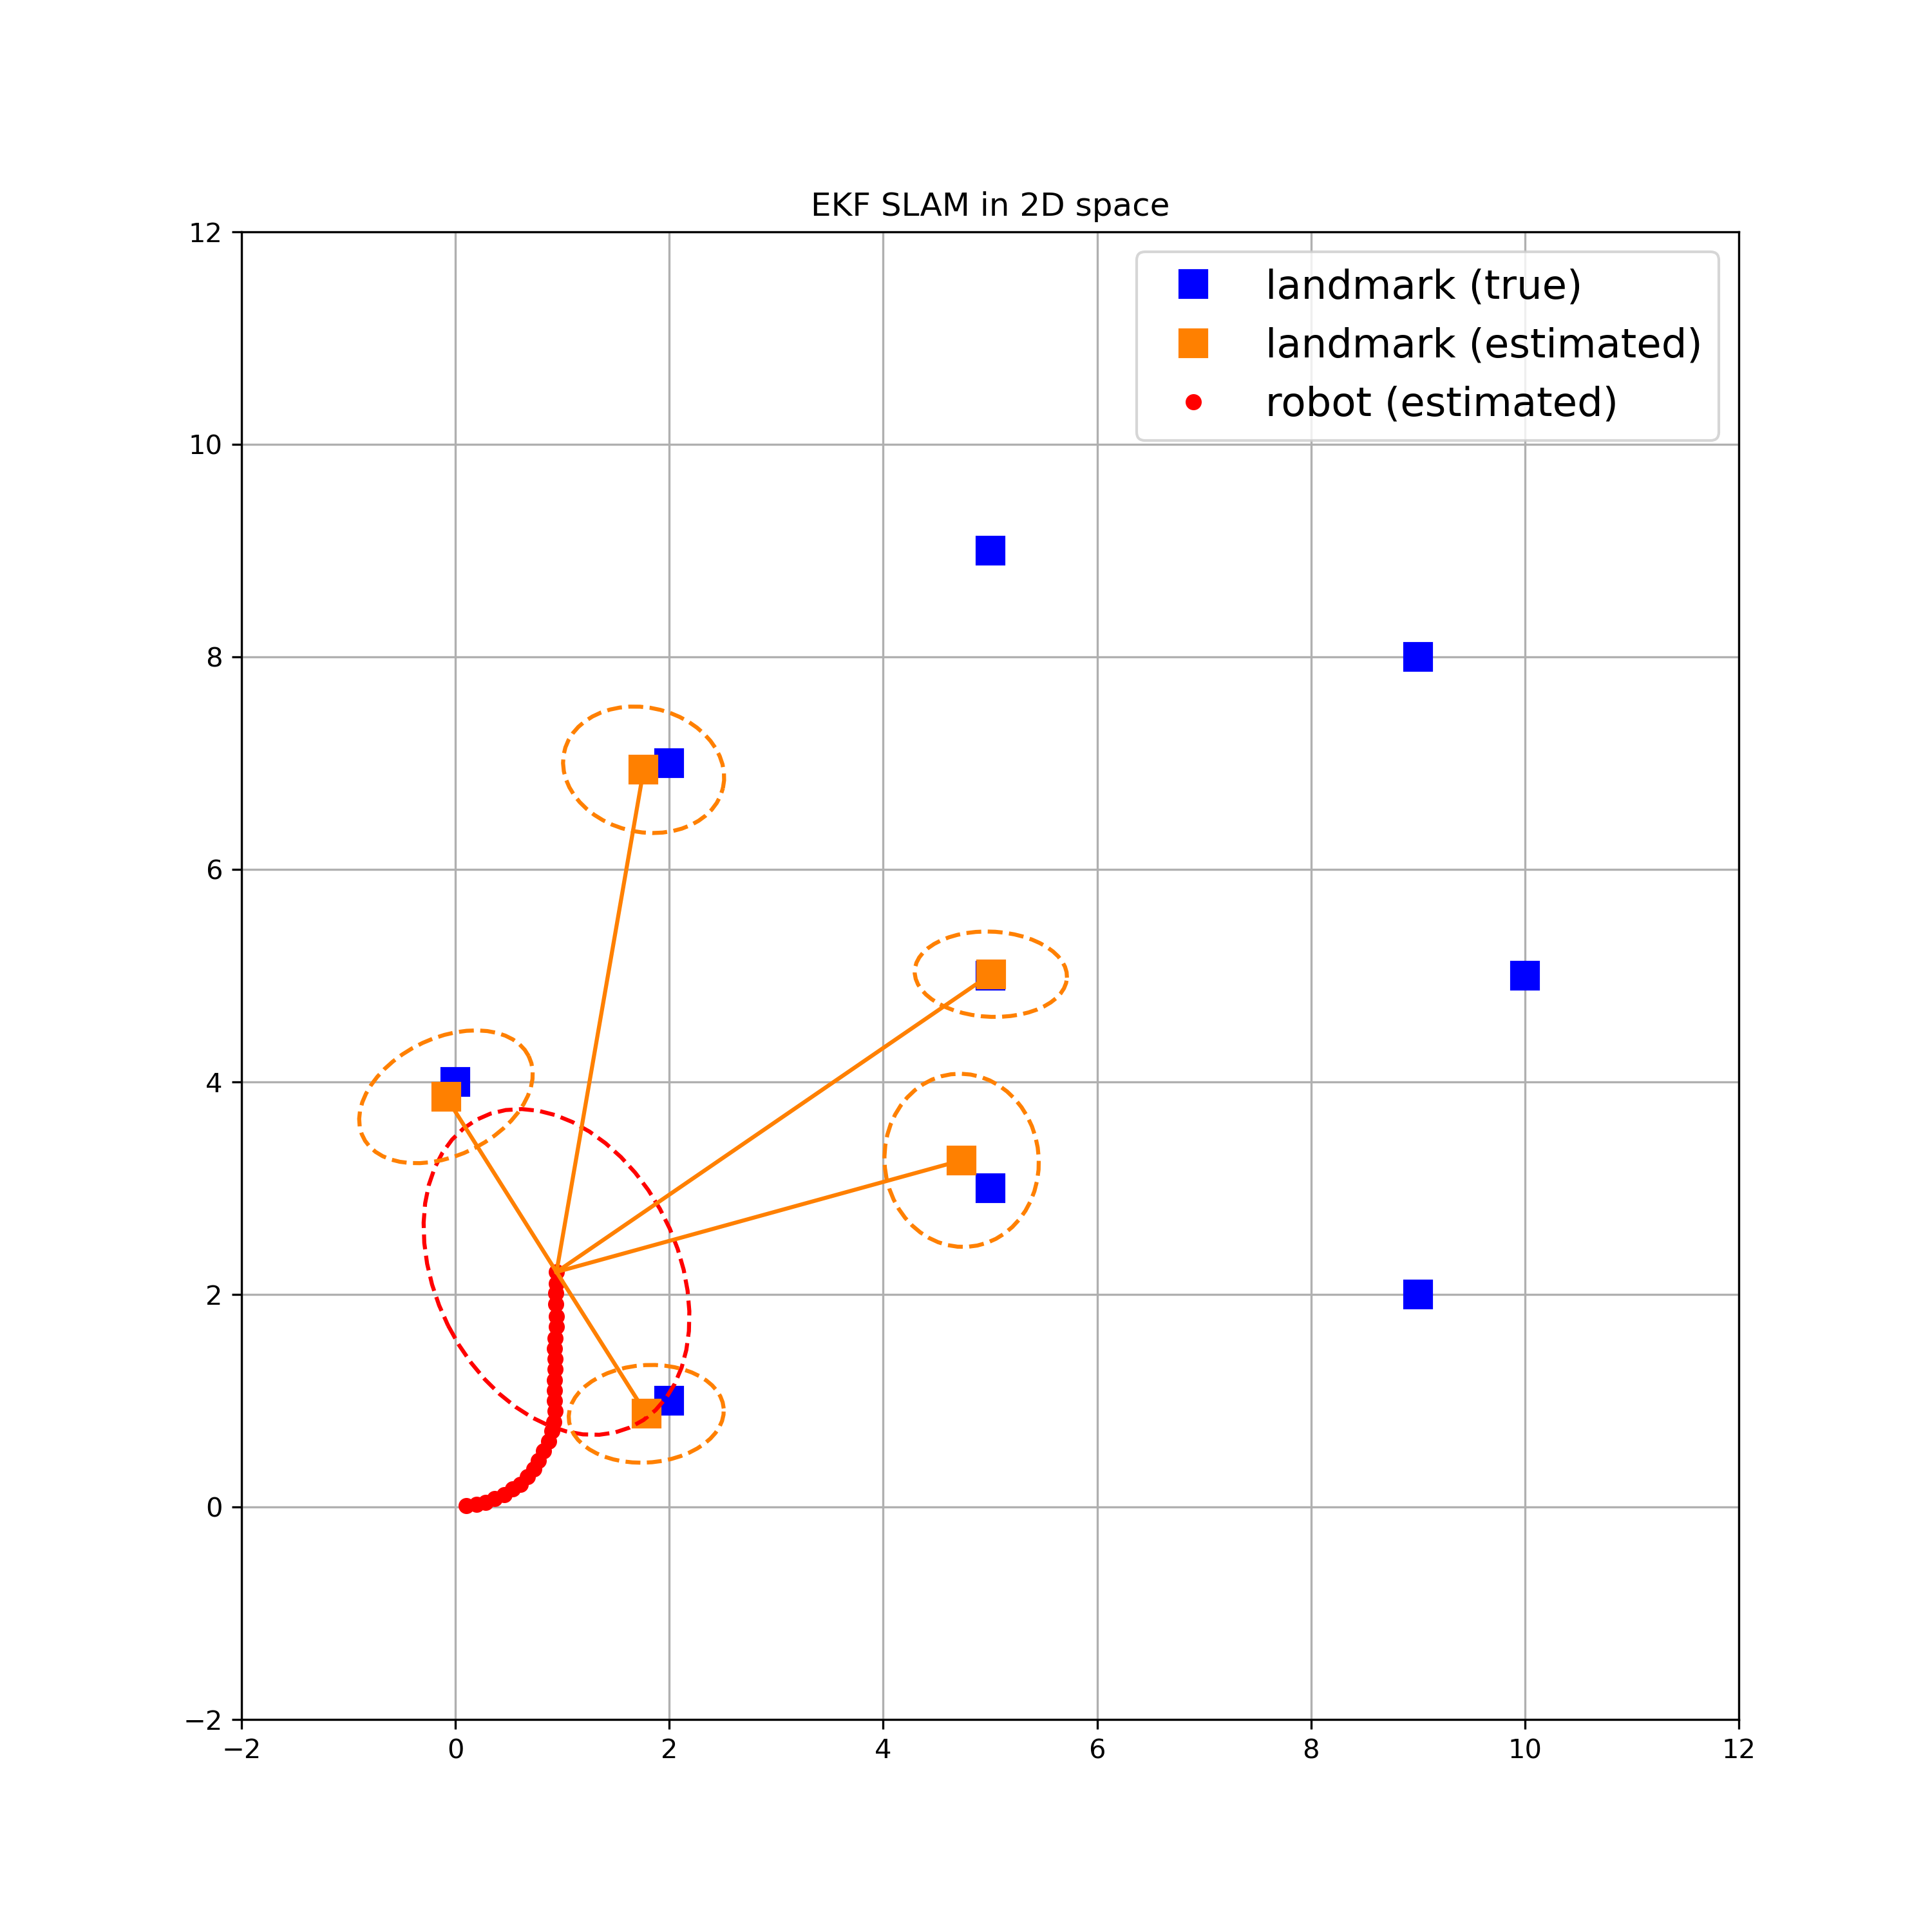 EKF SLAM in 2D space
12
landmark (true)
landmark (estimated)
robot (estimated)
10
8
6
4
2
0
−2
−2 0 2 4 6 8 10 12